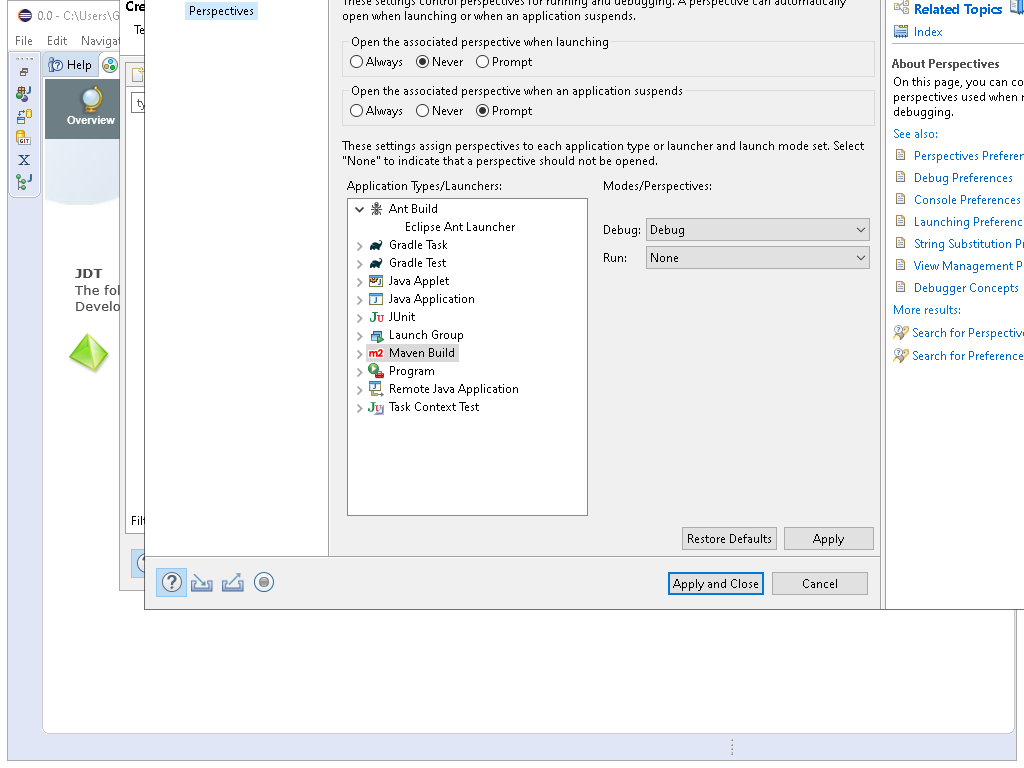 0.0 - C:\Users\G
File Edit Naviga
Help
Overview
JDT
The fol
Develo
Cre
Te
ty
Filt
Perspectives
These settings control perspectives for running and debugging. A perspective can automatically
open when launching or when an application suspends.
Open the associated perspective when launching
Always Never Prompt
Open the associated perspective when an application suspends
Always Never Prompt
These settings assign perspectives to each application type or launcher and launch mode set. Select
"None" to indicate that a perspective should not be opened.
Application Types/Launchers:
Ant Build
Eclipse Ant Launcher
Gradle Task
Gradle Test
Java Applet
Java Application
JUnit
Launch Group
Maven Build
Program
Remote Java Application
Task Context Test
Modes/Perspectives:
Debug: Debug
Run: None
Restore Defaults Apply
Apply and Close Cancel
Related Topics
Index
About Perspectives
On this page, you can co
perspectives used when r
debugging.
See also:
Perspectives Preferen
Debug Preferences
Console Preferences
Launching Preferenc
String Substitution Pr
View Management P
Debugger Concepts
More results:
Search for Perspective
Search for Preference